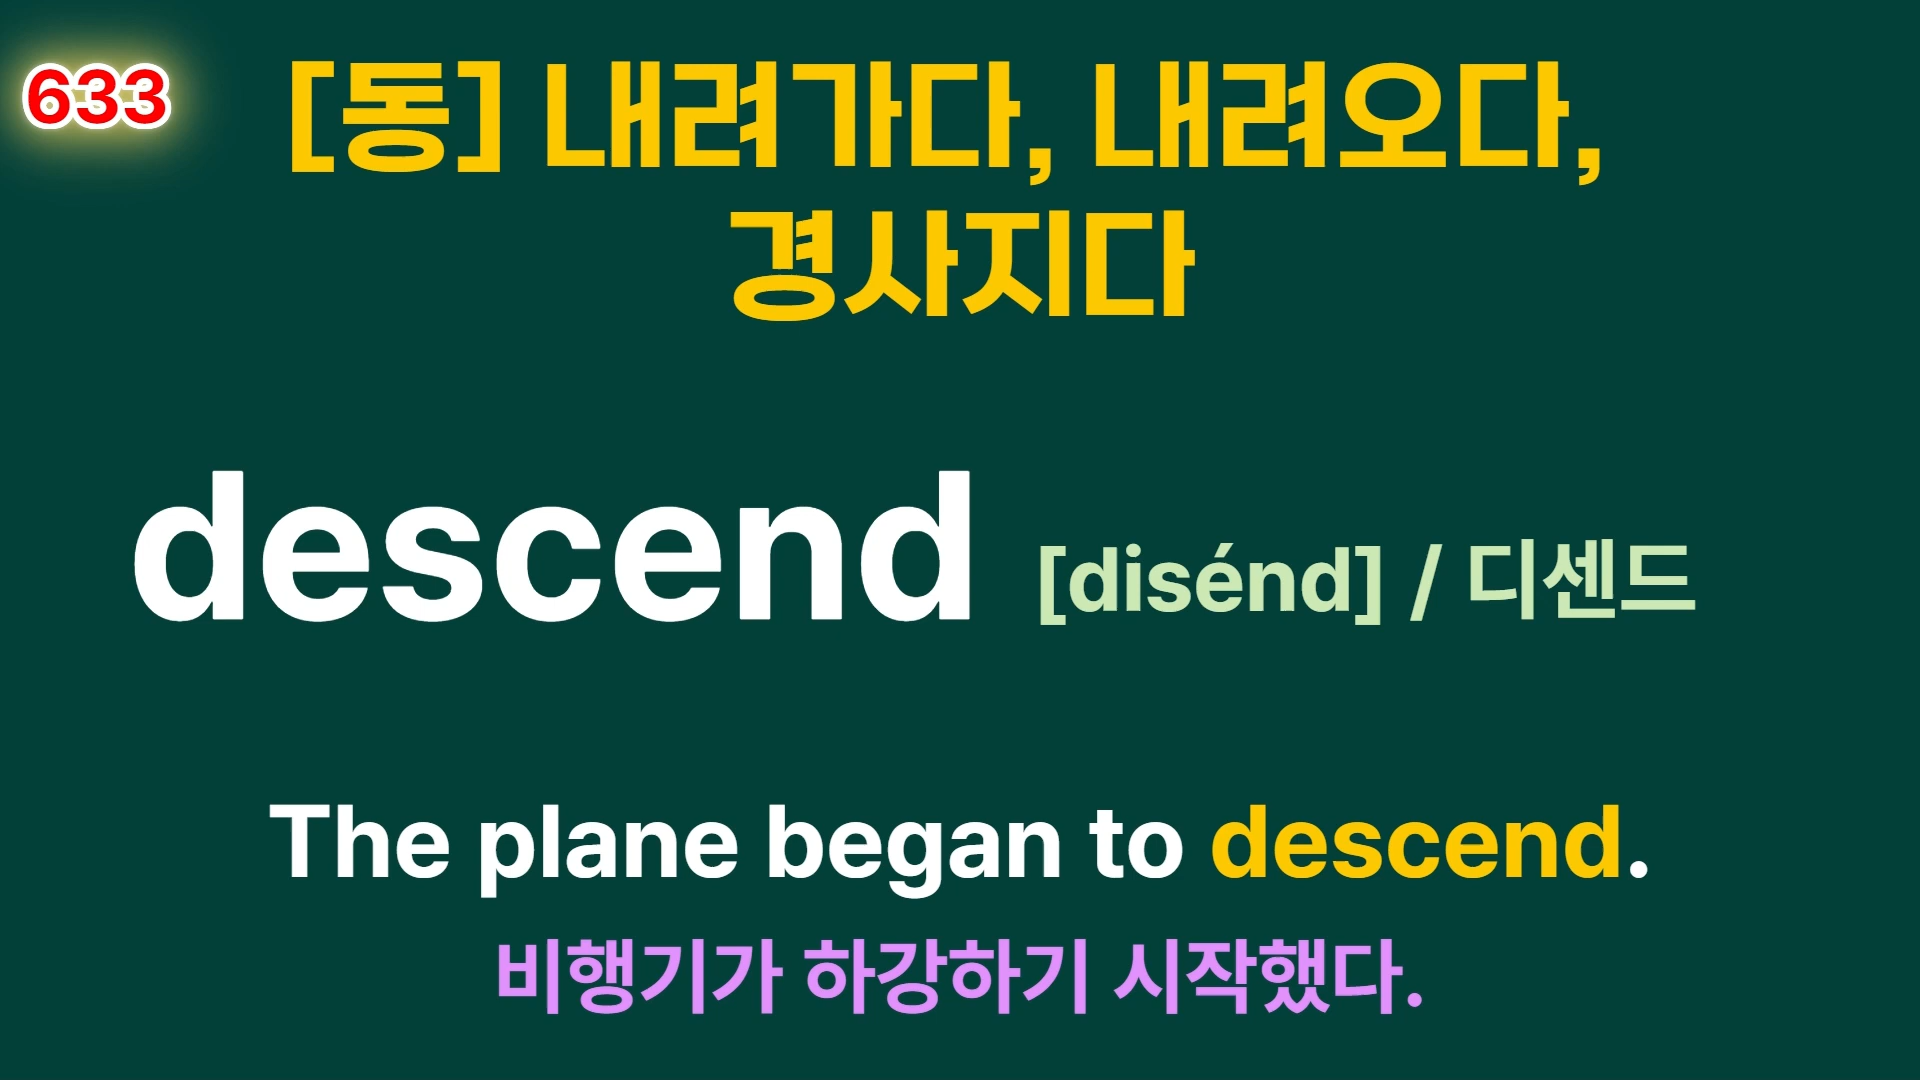 633
[동] 내려가다, 내려오다,
경사지다
descend [disénd] / 디센드
The plane began to descend.
비행기가 하강하기 시작했다.